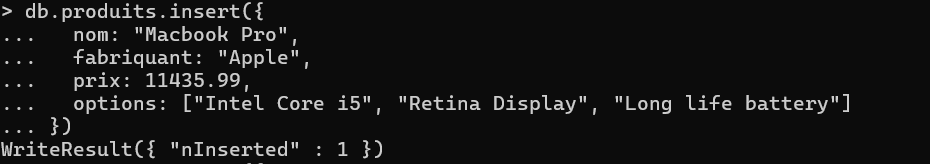 > db.produits.insert({
...   nom: "Macbook Pro",
...   fabriquant: "Apple",
...   prix: 11435.99,
...   options: ["Intel Core i5", "Retina Display", "Long life battery"]
... })
WriteResult({ "nInserted" : 1 })